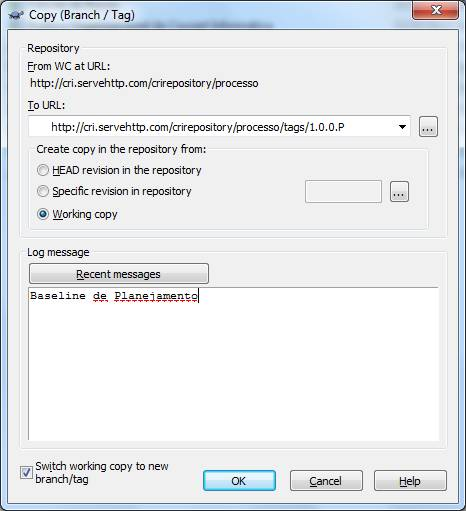 Copy (Branch / Tag)
Repository
From WC at URL:
http://cri.servehttp.com/crirepository/processo
To URL:
http://cri.servehttp.com/crirepository/processo/tags/1.0.0.P
...
Create copy in the repository from:
HEAD revision in the repository
Specific revision in repository
...
Working copy
Log message
Recent messages
Baseline de Planejamento
Switch working copy to new
branch/tag
OK
Cancel
Help